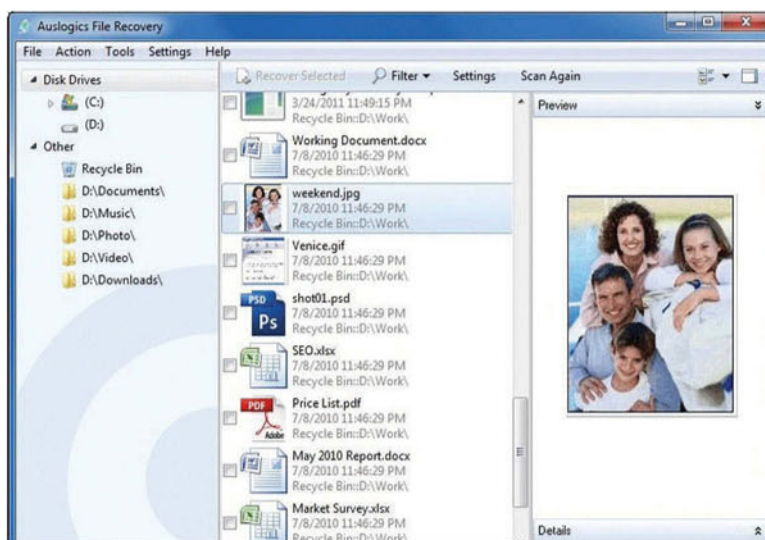 Auslogics File Recovery
File Action Tools Settings Help
Disk Drives
(C:)
(D:)
Other
Recycle Bin
D:\Documents\
D:\Music\
D:\Photo\
D:\Video\
D:\Downloads\
Recover Selected Filter Settings Scan Again
3/24/2011 11:49:15 PM
Recycle Bin::D:\Work\
Working Document.docx
7/8/2010 11:46:29 PM
Recycle Bin::D:\Work\
weekend.jpg
7/8/2010 11:46:29 PM
Recycle Bin::D:\Work\
Venice.gif
7/8/2010 11:46:29 PM
Recycle Bin::D:\Work\
PSD
Ps
shot01.psd
7/8/2010 11:46:29 PM
Recycle Bin::D:\Work\
SEO.xlsx
7/8/2010 11:46:29 PM
Recycle Bin::D:\Work\
PDF
Adobe
Price List.pdf
7/8/2010 11:46:29 PM
Recycle Bin::D:\Work\
May 2010 Report.docx
7/8/2010 11:46:29 PM
Recycle Bin::D:\Work\
Market Survey.xlsx
7/8/2010 11:46:29 PM
Recycle Bin::D:\Work\
Preview
Details